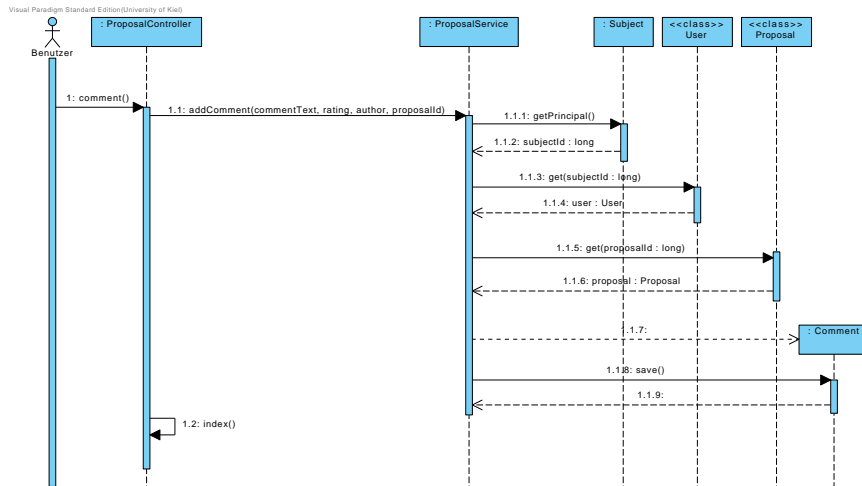 Visual Paradigm Standard Edition(University of Kiel)
: ProposalController
: ProposalService
: Subject
<<class>>
User
<<class>>
Proposal
Benutzer
1: comment()
1.1: addComment(commentText, rating, author, proposalId)
1.1.1: getPrincipal()
1.1.2: subjectId : long
1.1.3: get(subjectId : long)
1.1.4: user : User
1.1.5: get(proposalId : long)
1.1.6: proposal : Proposal
1.1.7:
: Comment
1.1.8: save()
1.1.9:
1.2: index()